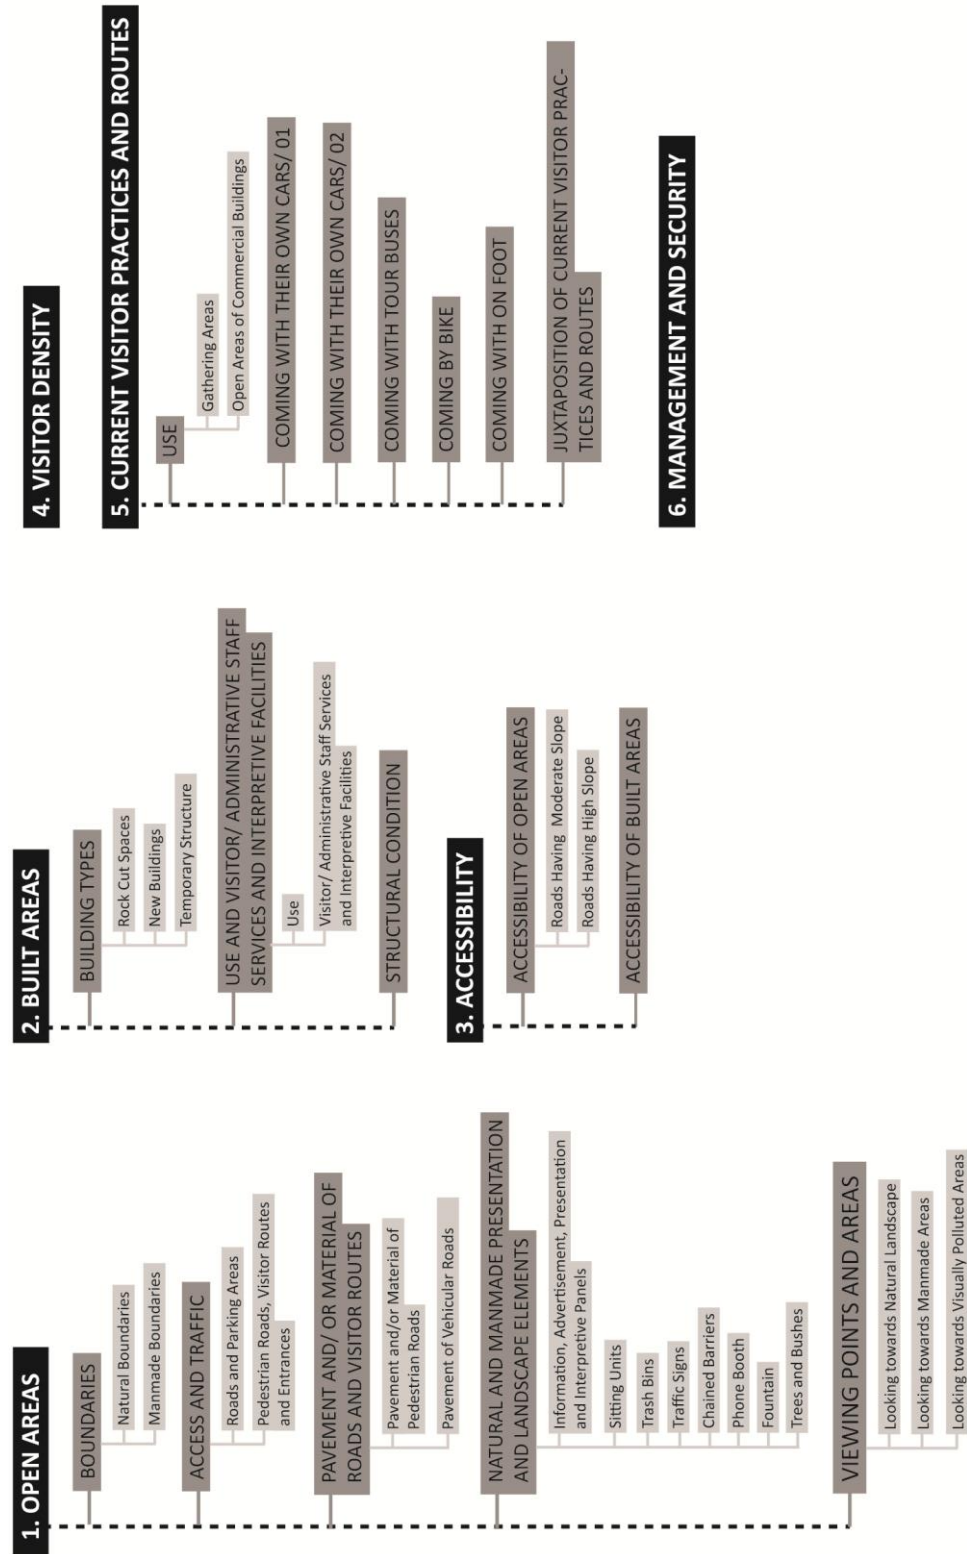 1. OPEN AREAS
BOUNDARIES
Natural Boundaries
Manmade Boundaries
ACCESS AND TRAFFIC
Roads and Parking Areas
Pedestrian Roads, Visitor Routes
and Entrances
PAVEMENT AND/ OR MATERIAL OF
ROADS AND VISITOR ROUTES
Pavement and/or Material of
Pedestrian Roads
Pavement of Vehicular Roads
NATURAL AND MANMADE PRESENTATION
AND LANDSCAPE ELEMENTS
Information, Advertisement, Presentation
and Interpretive Panels
Sitting Units
Trash Bins
Traffic Signs
Chained Barriers
Phone Booth
Fountain
Trees and Bushes
VIEWING POINTS AND AREAS
Looking towards Natural Landscape
Looking towards Manmade Areas
Looking towards Visually Polluted Areas
2. BUILT AREAS
BUILDING TYPES
Rock Cut Spaces
New Buildings
Temporary Structure
USE AND VISITOR/ ADMINISTRATIVE STAFF
SERVICES AND INTERPRETIVE FACILITIES
Use
Visitor/ Administrative Staff Services
and Interpretive Facilities
STRUCTURAL CONDITION
3. ACCESSIBILITY
ACCESSIBILITY OF OPEN AREAS
Roads Having Moderate Slope
Roads Having High Slope
ACCESSIBILITY OF BUILT AREAS
4. VISITOR DENSITY
5. CURRENT VISITOR PRACTICES AND ROUTES
USE
Gathering Areas
Open Areas of Commercial Buildings
COMING WITH THEIR OWN CARS/ 01
COMING WITH THEIR OWN CARS/ 02
COMING WITH TOUR BUSES
COMING BY BIKE
COMING WITH ON FOOT
JUXTAPOSITION OF CURRENT VISITOR PRAC-
TICES AND ROUTES
6. MANAGEMENT AND SECURITY